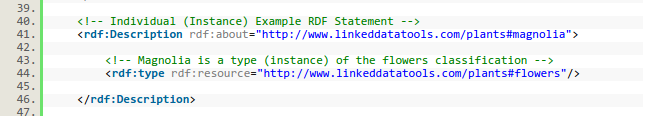 39.
40. <!-- Individual (Instance) Example RDF Statement -->
41. <rdf:Description rdf:about="http://www.linkeddatatools.com/plants#magnolia">
42.
43. <!-- Magnolia is a type (instance) of the flowers classification -->
44. <rdf:type rdf:resource="http://www.linkeddatatools.com/plants#flowers"/>
45.
46. </rdf:Description>
47.